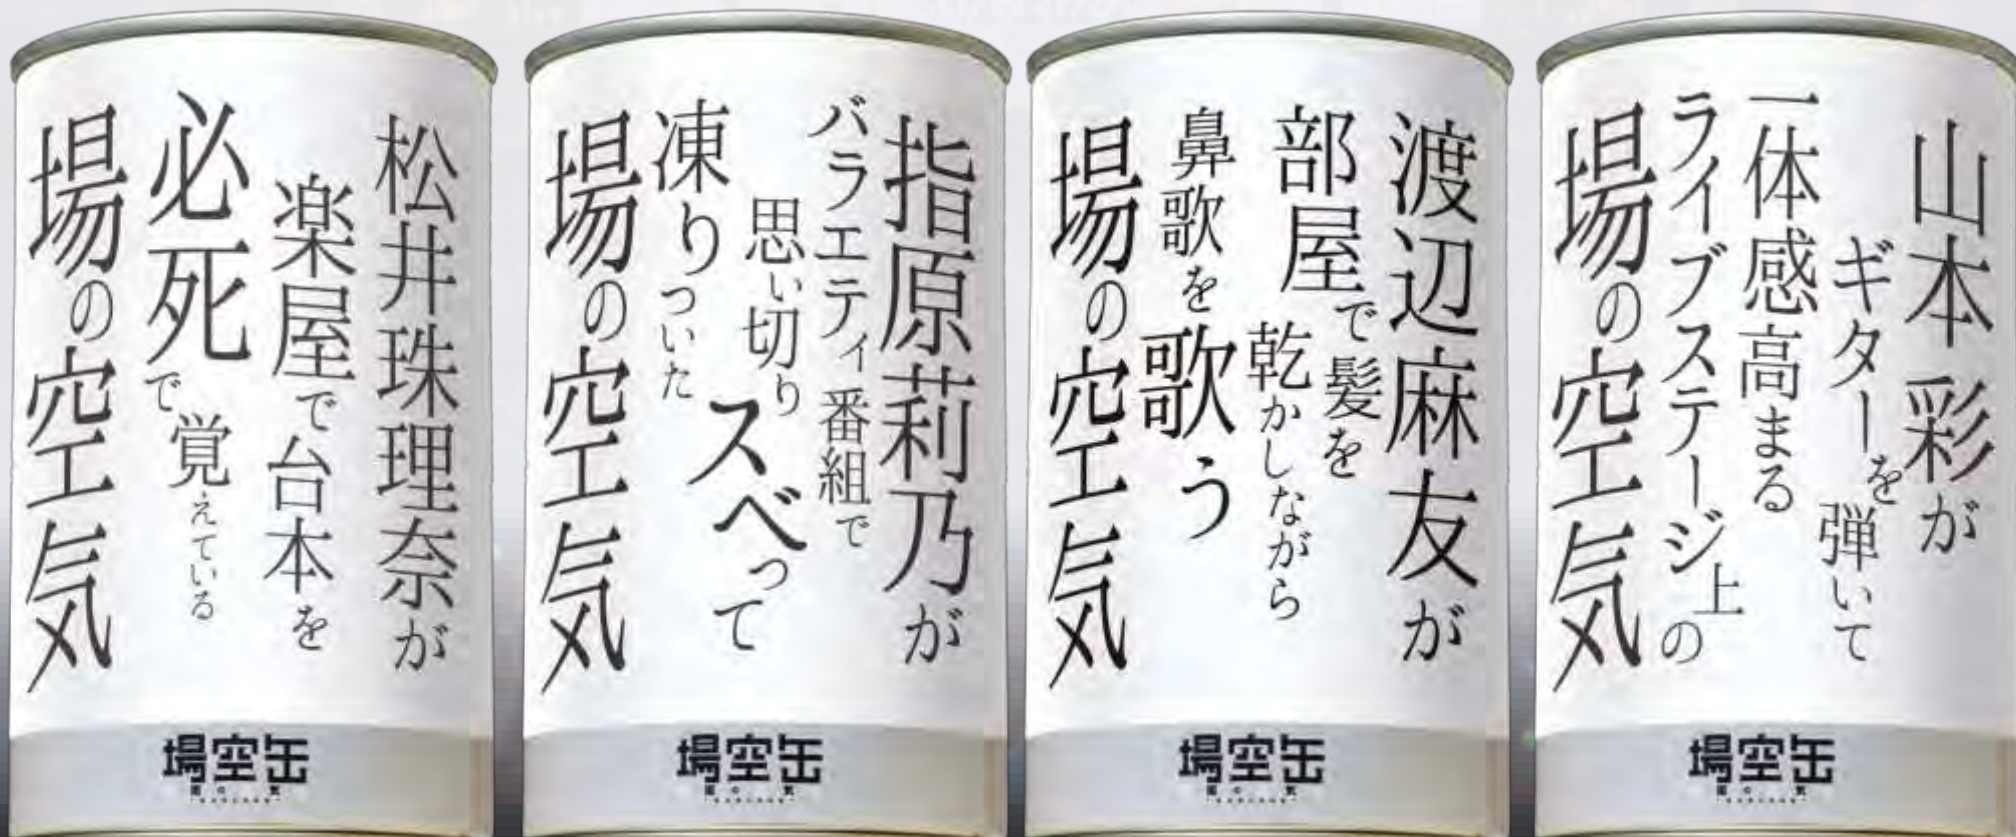 松井珠理奈が
楽屋で台本を
必死で覚えている
場の空気
場空缶
指原莉乃が
バラエティ番組で
思い切りスベって
凍りついた
場の空気
場空缶
渡辺麻友が
部屋で髪を
乾かしながら
鼻歌を歌う
場の空気
場空缶
山本彩が
ギターを弾いて
一体感高まる
ライブステージ上の
場の空気
場空缶